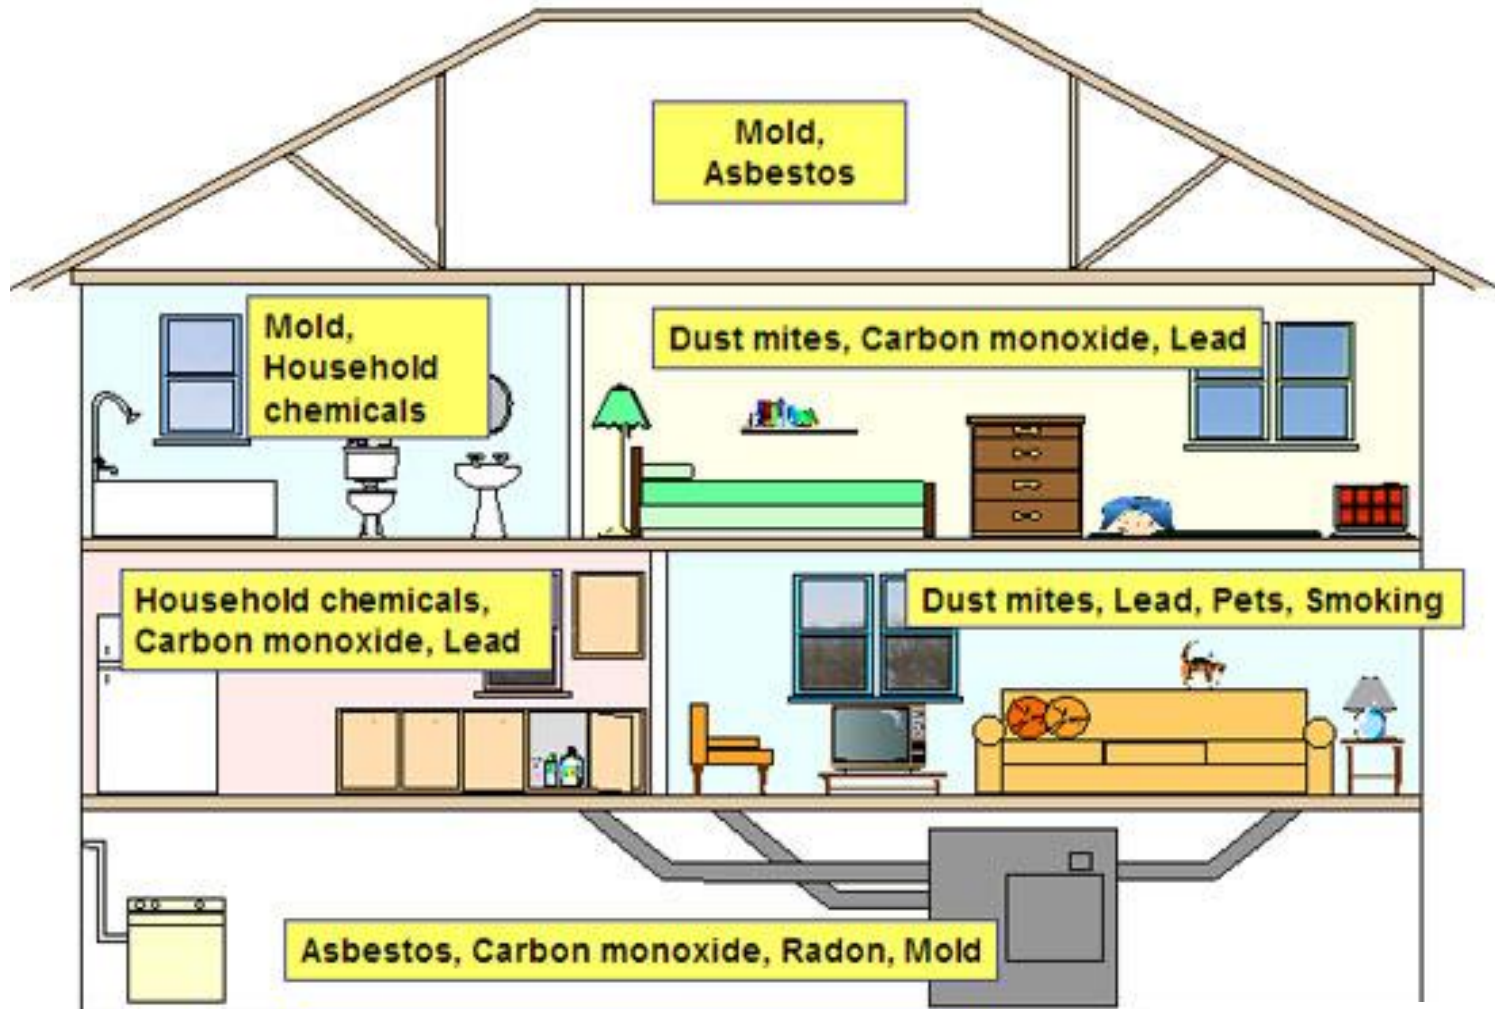 Mold,
Asbestos
Mold,
Household
chemicals
Dust mites, Carbon monoxide, Lead
Household chemicals,
Carbon monoxide, Lead
Dust mites, Lead, Pets, Smoking
Asbestos, Carbon monoxide, Radon, Mold